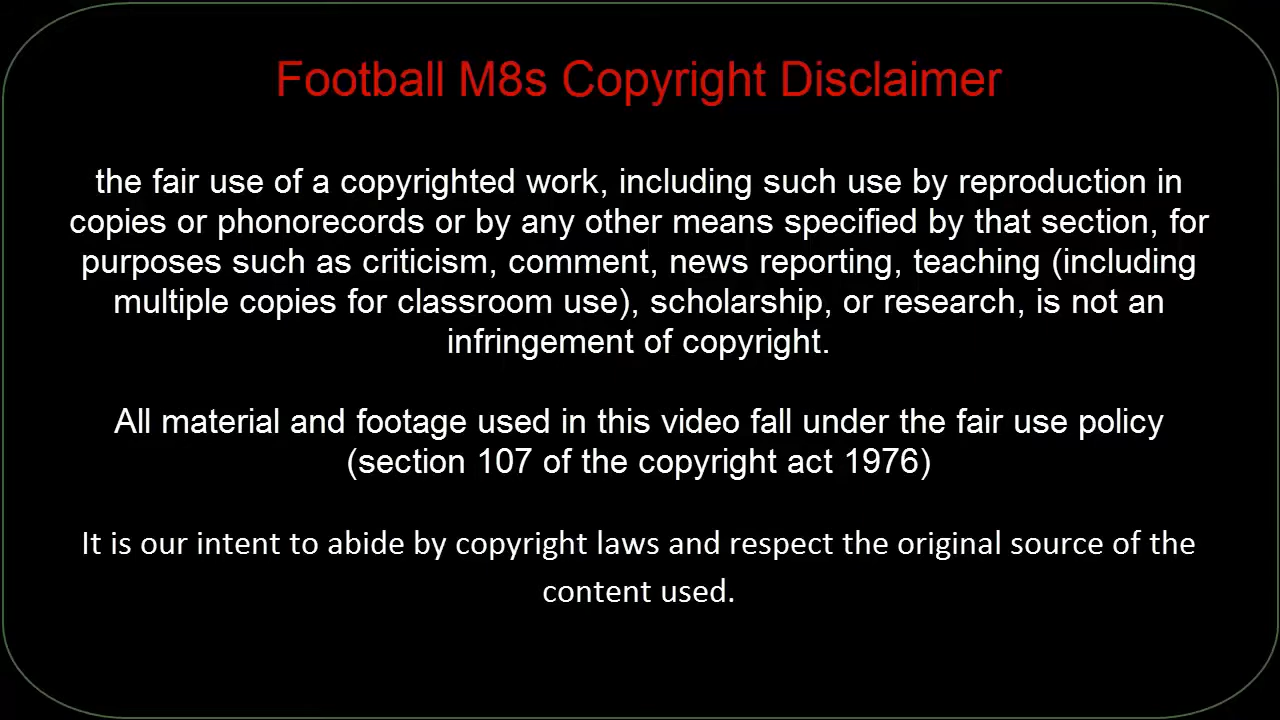 Football M8s Copyright Disclaimer
the fair use of a copyrighted work, including such use by reproduction in
copies or phonorecords or by any other means specified by that section, for
purposes such as criticism, comment, news reporting, teaching (including
multiple copies for classroom use), scholarship, or research, is not an
infringement of copyright.
All material and footage used in this video fall under the fair use policy
(section 107 of the copyright act 1976)
It is our intent to abide by copyright laws and respect the original source of the
content used.